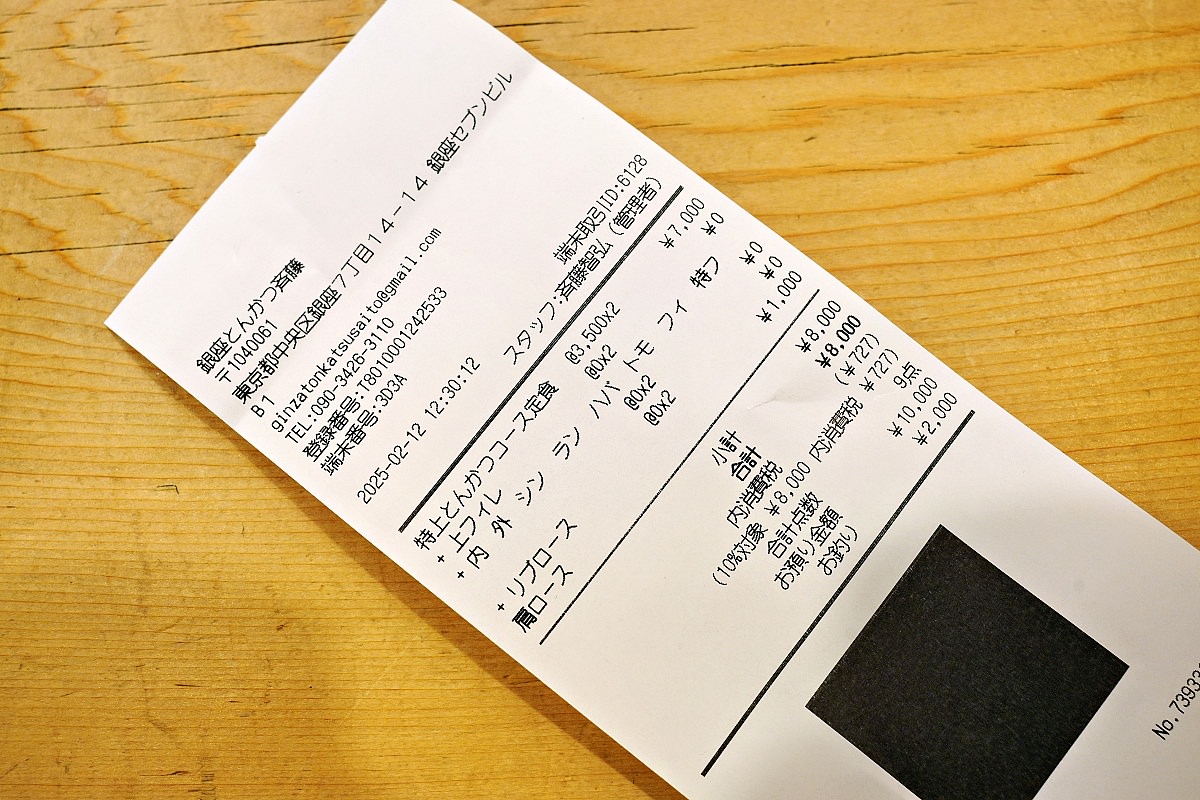 銀座とんかつ斉藤
〒1040061
東京都中央区銀座7丁目14-14 銀座セブンビル
B1
ginzatonkatsusaito@gmail.com
TEL:090-3426-3110
登録番号:T8010001242533
端末番号:3D3A
端末取引ID:6128
2025-02-12 12:30:12 スタッフ:斉藤智弘(管理者)
特上とんかつコース定食 @3,500x2 ¥7,000
+ 上フィレ @0x2 ¥0
+ 内 外 シン ラン ハバ トモ フィ 特フ
@0x2 ¥0
+ リブロース @0x2 ¥0
肩ロース ¥1,000
小計 ¥8,000
合計 ¥8,000
内消費税 (¥727)
(10%対象 ¥8,000 内消費税 ¥727)
合計点数 9点
お預り金額 ¥10,000
お釣り ¥2,000